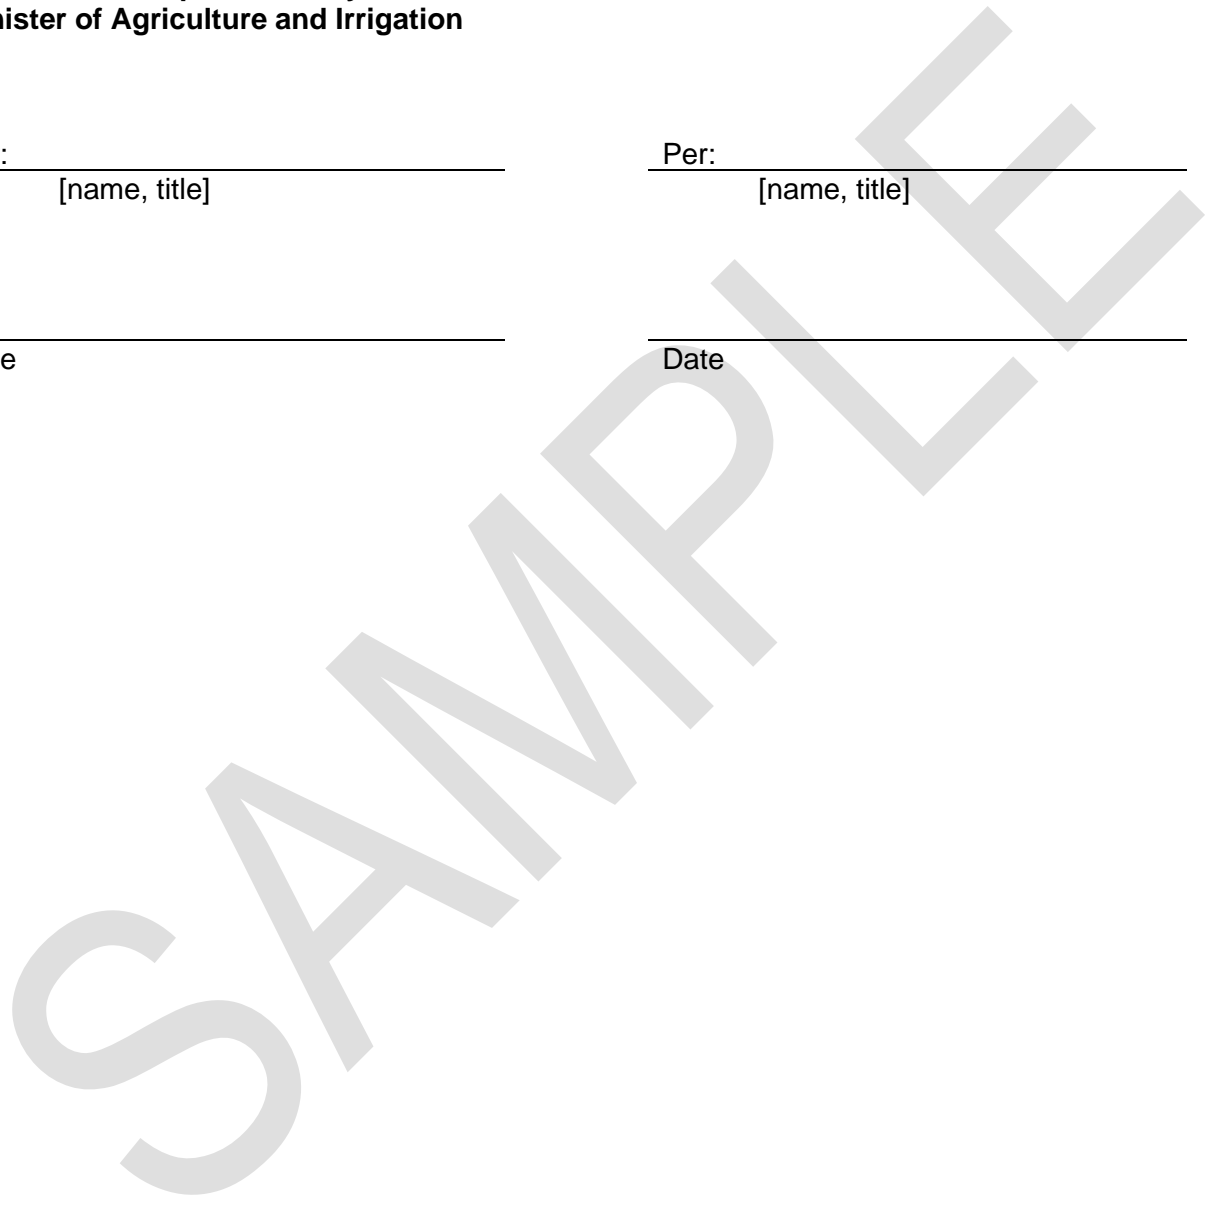 nister of Agriculture and Irrigation
: Per:
[name, title] [name, title]
e Date
SAMPLE